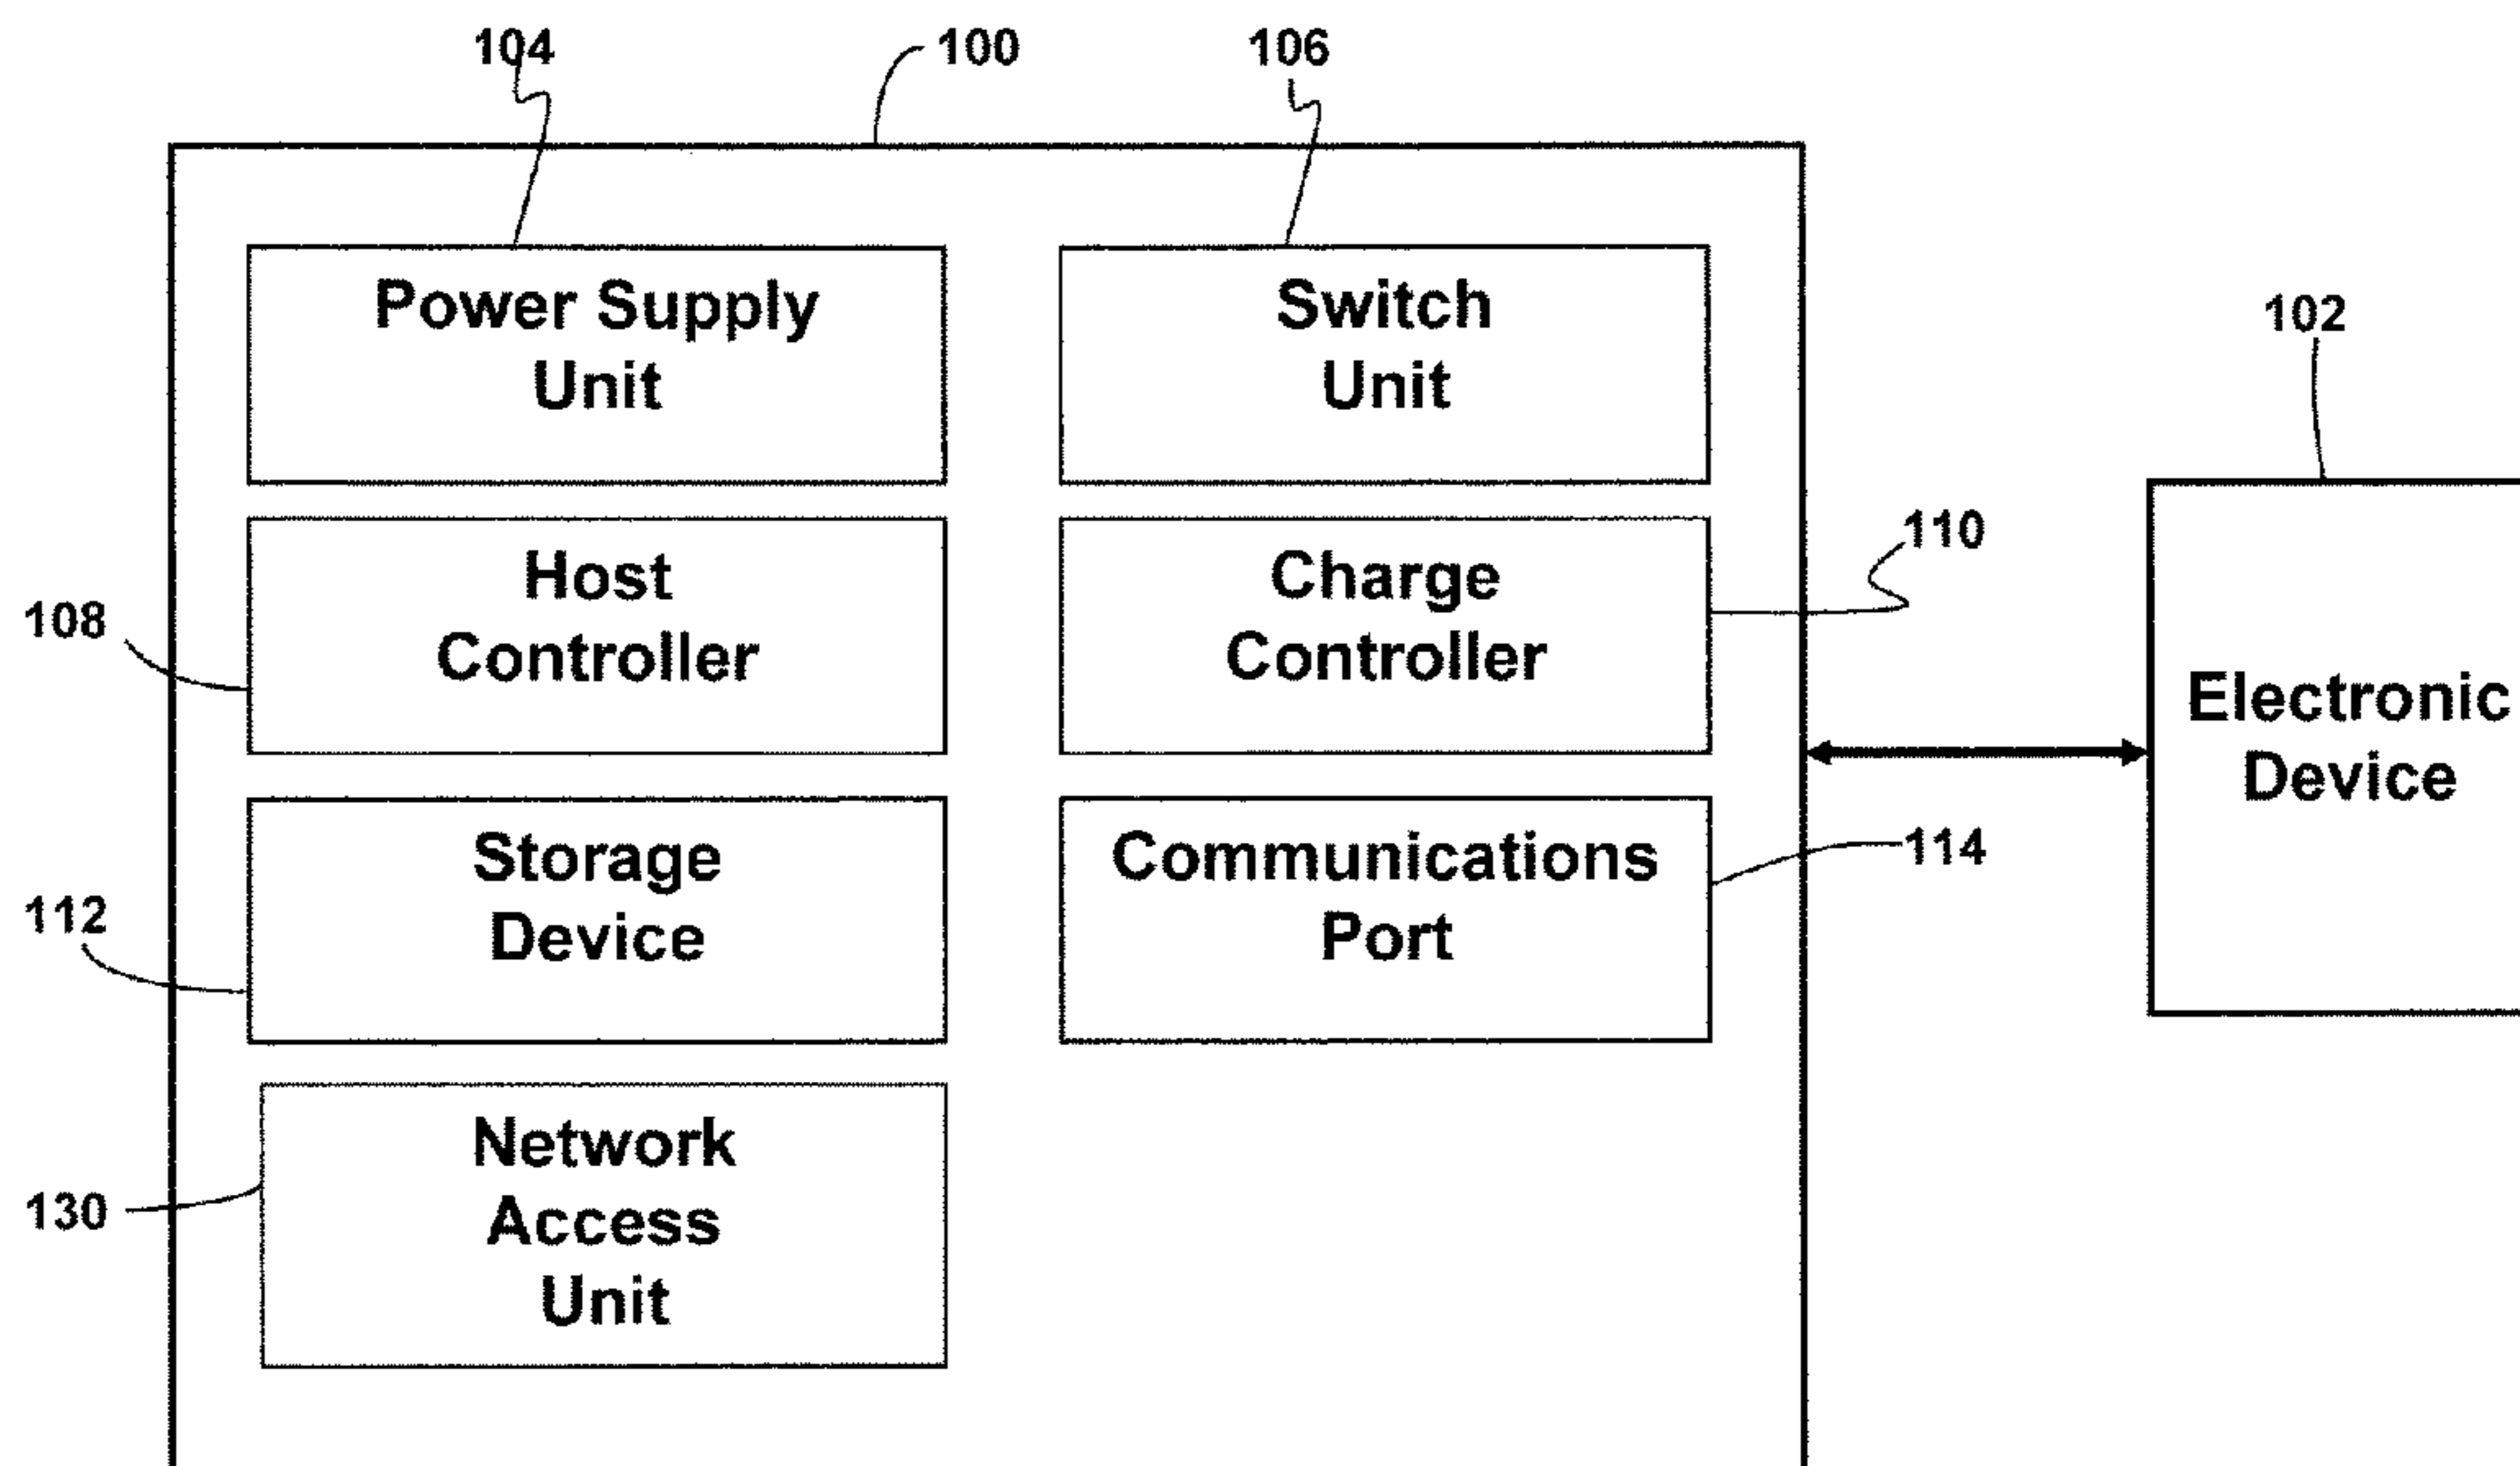 104
100
106
Power Supply
Unit
Switch
Unit
102
Host
Controller
Charge
Controller
110
108
Electronic
Device
Storage
Device
Communications
Port
114
112
Network
Access
Unit
130